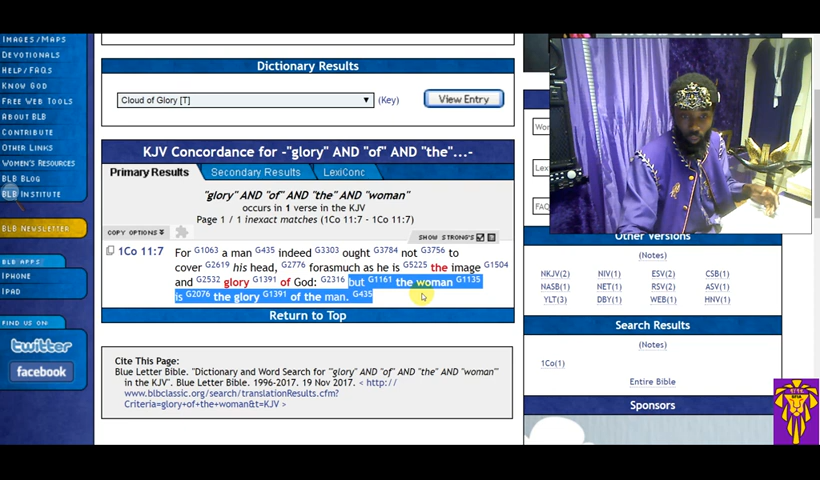 IMAGES/MAPS
DEVOTIONALS
HELP/FAQS
KNOW GOD
FREE WEB TOOLS
ABOUT BLB
CONTRIBUTE
OTHER LINKS
WOMEN'S RESOURCES
BLB BLOG
BLB INSTITUTE
BLB NEWSLETTER
BLB APPS
IPHONE
IPAD
FIND US ON
twitter
facebook
Dictionary Results
Cloud of Glory [T]
(Key)
View Entry
KJV Concordance for -"glory" AND "of" AND "the"...-
Primary Results
Secondary Results
LexiConc
"glory" AND "of" AND "the" AND "woman"
occurs in 1 verse in the KJV
Page 1 / 1 inexact matches (1Co 11:7 - 1Co 11:7)
COPY OPTIONS
SHOW STRONG'S
1Co 11:7
For G1063 a man G435 indeed G3303 ought G3784 not G3756 to
cover G2619 his head, G2776 forasmuch as he is G5225 the image G1504
and G2532 glory G1391 of God: G2316 but G1161 the woman G1135
is G2076 the glory G1391 of the man. G435
Return to Top
Cite This Page:
Blue Letter Bible. "Dictionary and Word Search for '"glory" AND "of" AND "the" AND "woman"'
in the KJV". Blue Letter Bible. 1996-2017. 19 Nov 2017. < http://
www.blbclassic.org/search/translationResults.cfm?
Criteria=glory+of+the+woman&t=KJV >
FAQ
Other Versions
(Notes)
NKJV(2) NIV(1) ESV(2) CSB(1)
NASB(1) NET(1) RSV(2) ASV(1)
YLT(3) DBY(1) WEB(1) HNV(1)
Search Results
(Notes)
1Co(1)
Entire Bible
Sponsors